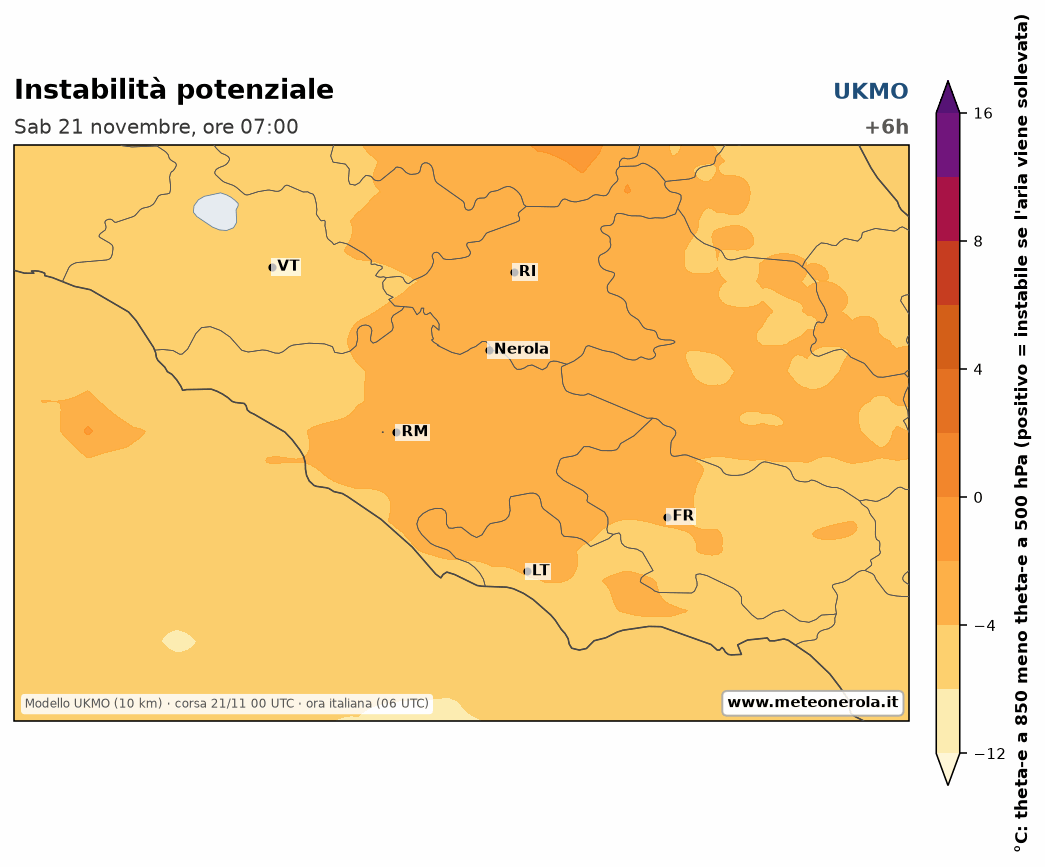 Instabilità potenziale
UKMO
Sab 21 novembre, ore 07:00
+6h
VT
RI
Nerola
RM
FR
LT
Modello UKMO (10 km) · corsa 21/11 00 UTC · ora italiana (06 UTC)
www.meteonerola.it
16
8
4
0
−4
−12
°C: theta-e a 850 meno theta-e a 500 hPa (positivo = instabile se l'aria viene sollevata)